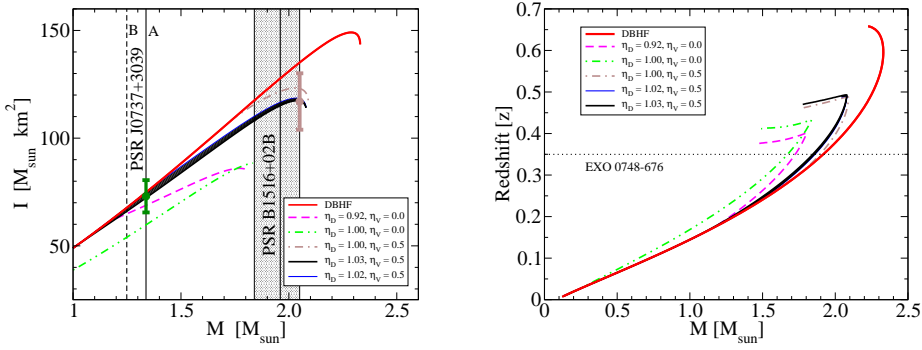 150
100
50
I [M_sun km²]
B
A
PSR J0737+3039
PSR B1516+02B
DBHF
η_D = 0.92, η_V = 0.0
η_D = 1.00, η_V = 0.0
η_D = 1.00, η_V = 0.5
η_D = 1.03, η_V = 0.5
η_D = 1.02, η_V = 0.5
1 1.5 2.0 2.5
M [M_sun]
0.7
0.6
0.5
0.4
0.3
0.2
0.1
0
Redshift [z]
DBHF
η_D = 0.92, η_V = 0.0
η_D = 1.00, η_V = 0.0
η_D = 1.00, η_V = 0.5
η_D = 1.02, η_V = 0.5
η_D = 1.03, η_V = 0.5
EXO 0748-676
0 0.5 1.0 1.5 2.0 2.5
M [M_sun]